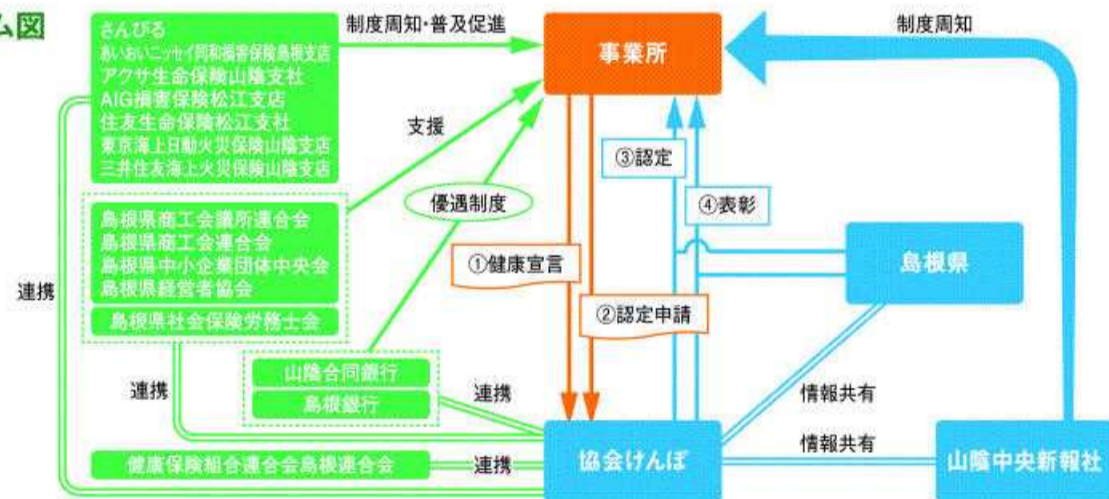 ム図
さんびる
あいおいニッセイ同和損害保険島根支店
アクサ生命保険山陰支社
AIG損害保険松江支店
住友生命保険松江支社
東京海上日動火災保険山陰支店
三井住友海上火災保険山陰支店
制度周知・普及促進
事業所
制度周知
支援
③認定
優遇制度
④表彰
島根県商工会議所連合会
島根県商工会連合会
島根県中小企業団体中央会
島根県経営者協会
島根県社会保険労務士会
①健康宣言
島根県
連携
②認定申請
山陰合同銀行
島根銀行
連携
連携
情報共有
健康保険組合連合会島根連合会
連携
協会けんぽ
情報共有
山陰中央新報社